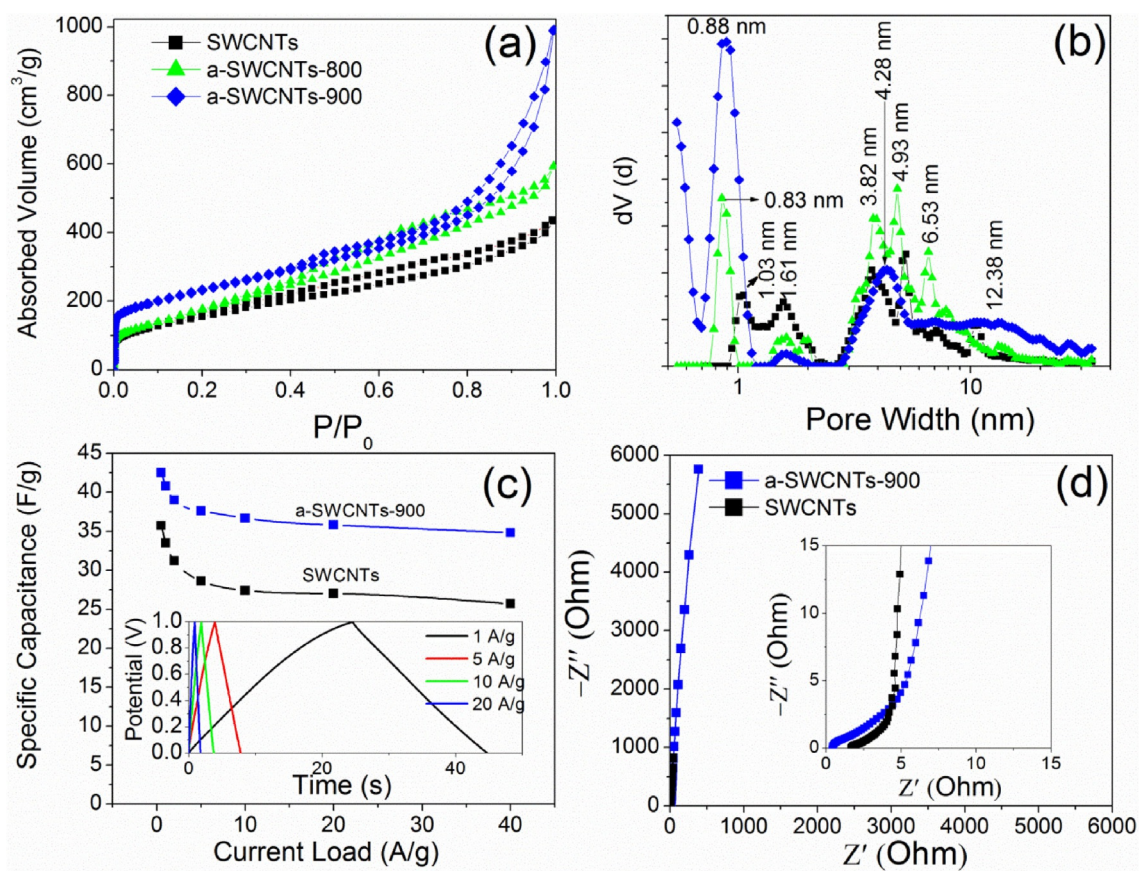 (a)
SWCNTs
a-SWCNTs-800
a-SWCNTs-900
Absorbed Volume (cm³/g)
1000
800
600
400
200
0
0.0 0.2 0.4 0.6 0.8 1.0
P/P₀
(b)
0.88 nm
0.83 nm
1.03 nm
1.61 nm
3.82 nm
4.28 nm
4.93 nm
6.53 nm
12.38 nm
dV (d)
1 10
Pore Width (nm)
(c)
Specific Capacitance (F/g)
45
40
35
30
25
20
15
10
5
0
a-SWCNTs-900
SWCNTs
Potential (V)
1.0
0.8
0.6
0.4
0.2
0.0
1 A/g
5 A/g
10 A/g
20 A/g
0 20 40
Time (s)
0 10 20 30 40
Current Load (A/g)
(d)
a-SWCNTs-900
SWCNTs
−Z″ (Ohm)
6000
5000
4000
3000
2000
1000
0
−Z″ (Ohm)
15
10
5
0
0 5 10 15
Z′ (Ohm)
0 1000 2000 3000 4000 5000 6000
Z′ (Ohm)